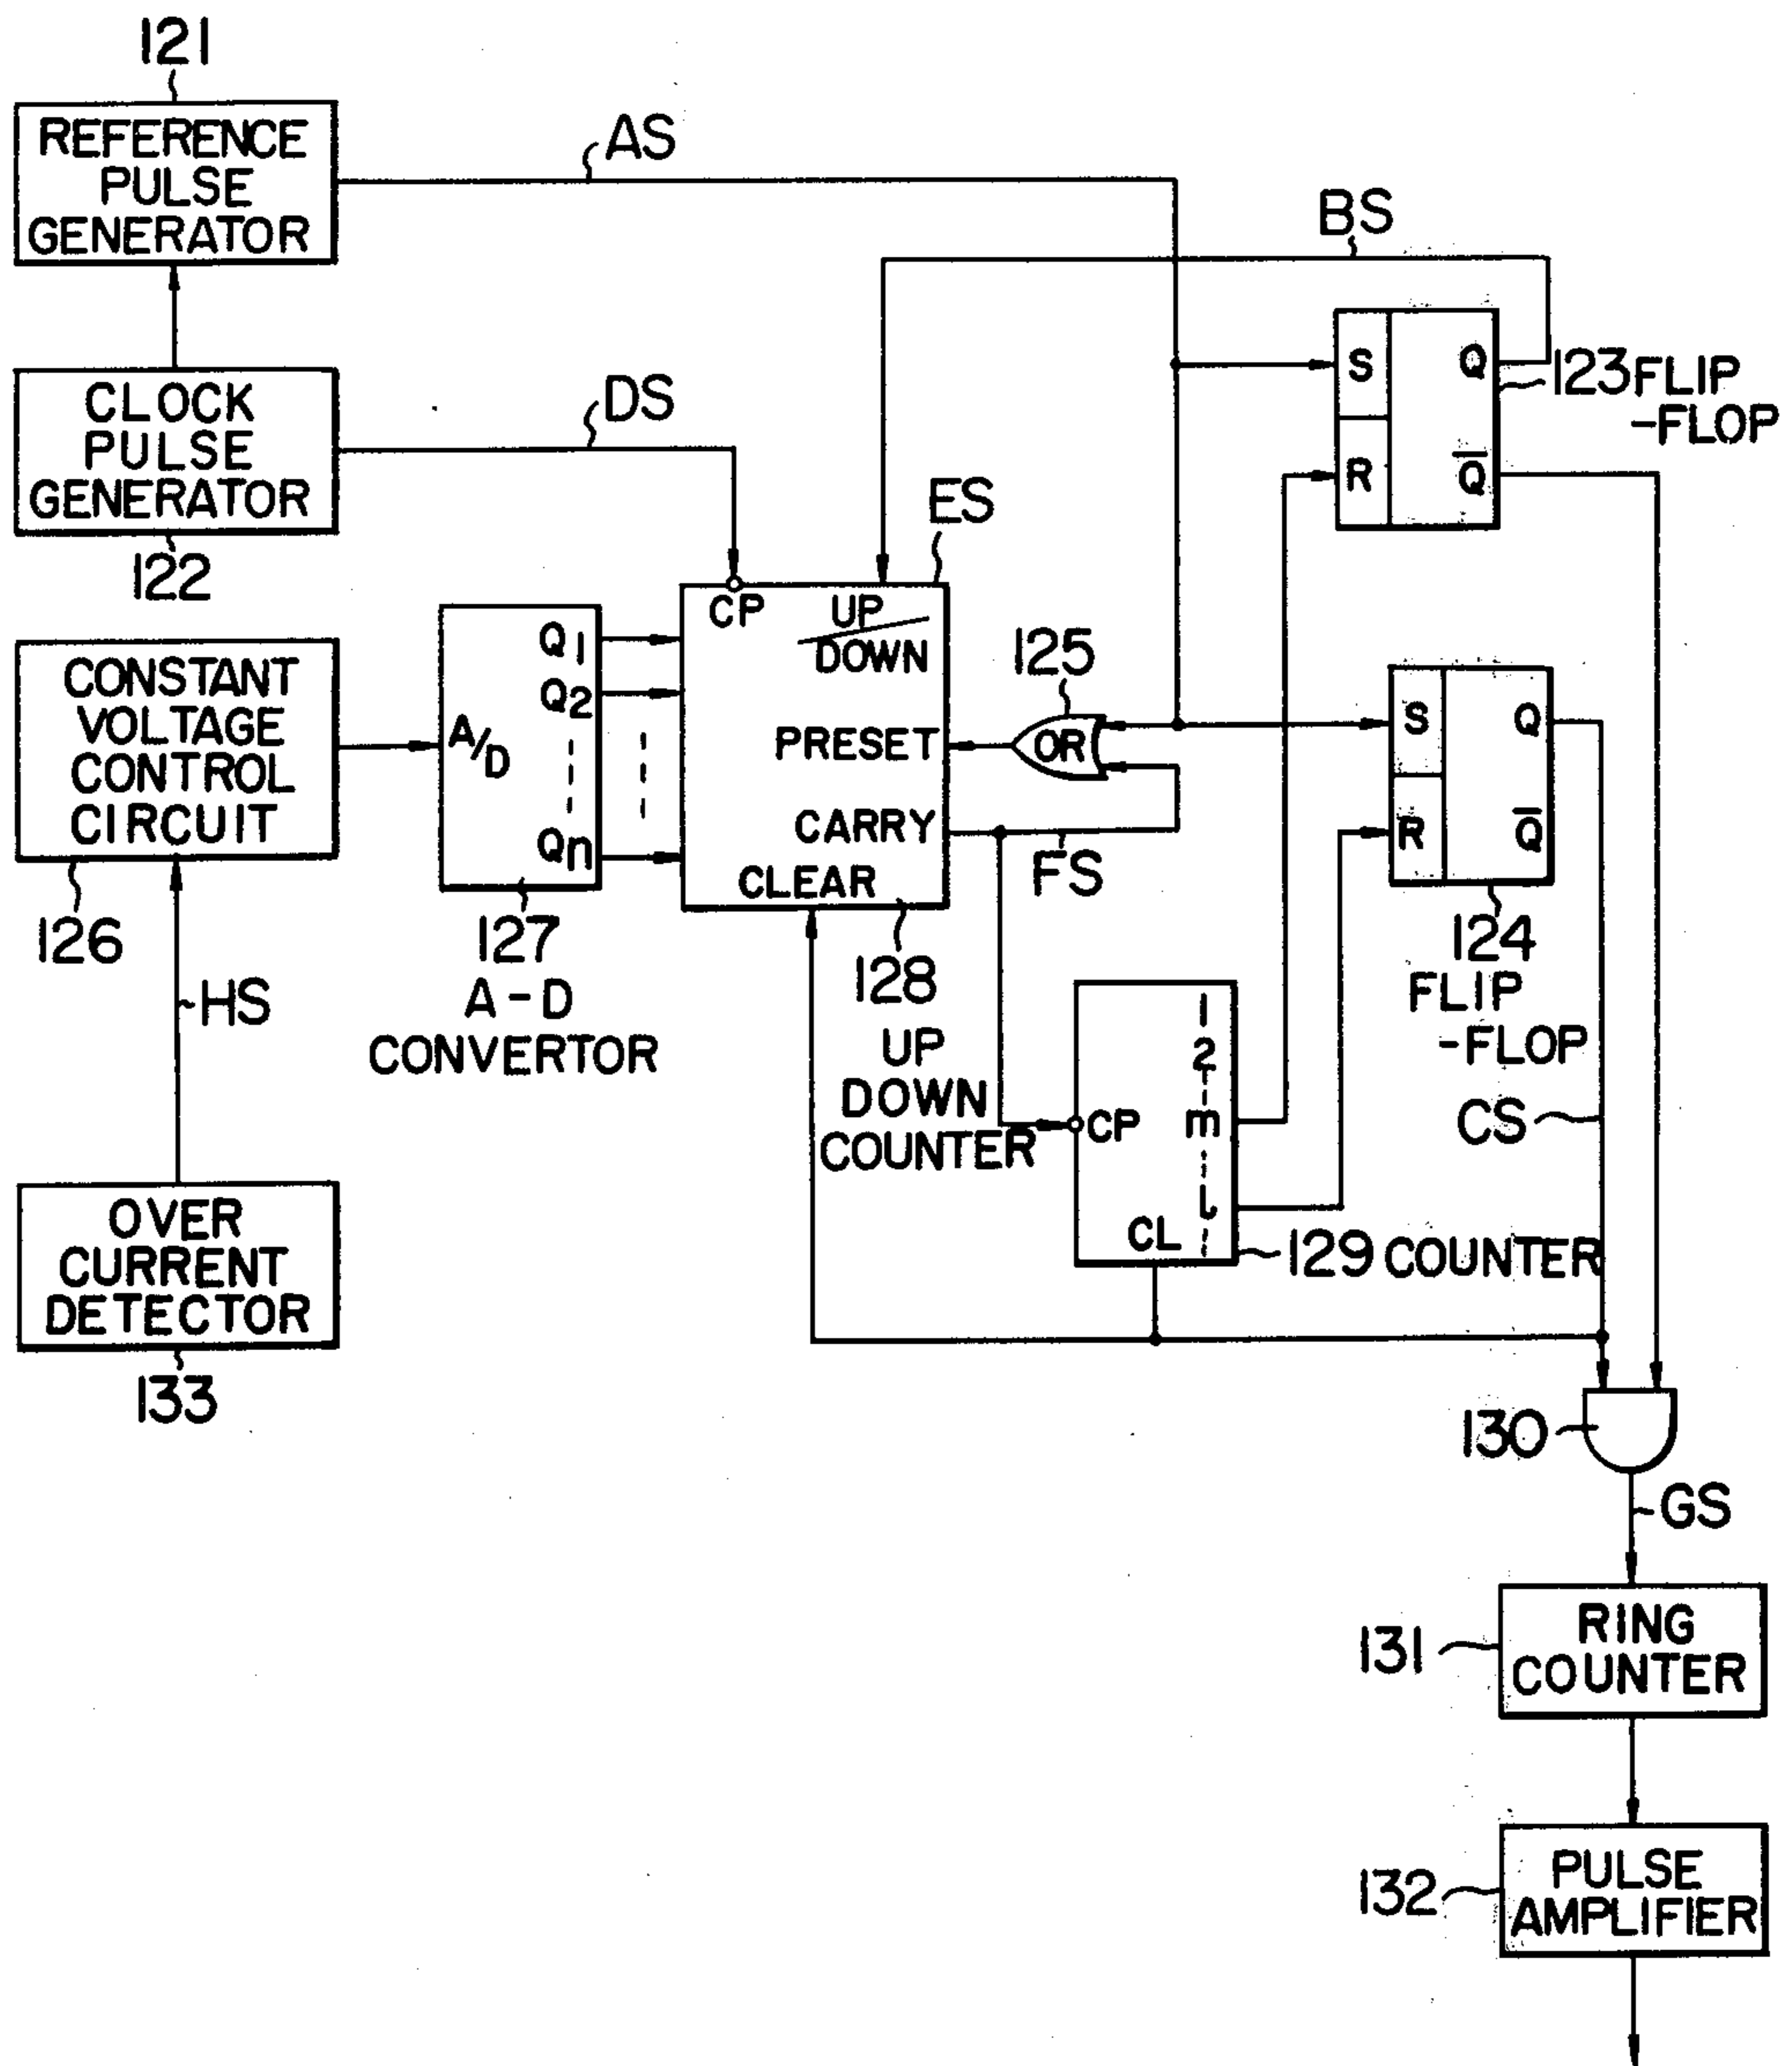 121
REFERENCE
PULSE
GENERATOR
AS
BS
CLOCK
PULSE
GENERATOR
122
DS
S
R
Q
Q̅
123 FLIP
-FLOP
ES
CONSTANT
VOLTAGE
CONTROL
CIRCUIT
126
A/D
Q1
Q2
Qn
127
A-D
CONVERTOR
CP
UP
DOWN
PRESET
CARRY
CLEAR
128
UP
DOWN
COUNTER
125
OR
FS
S
R
Q
Q̅
124
FLIP
-FLOP
HS
OVER
CURRENT
DETECTOR
133
CP
1
2
m
l
CL
129 COUNTER
CS
130
GS
131
RING
COUNTER
132
PULSE
AMPLIFIER